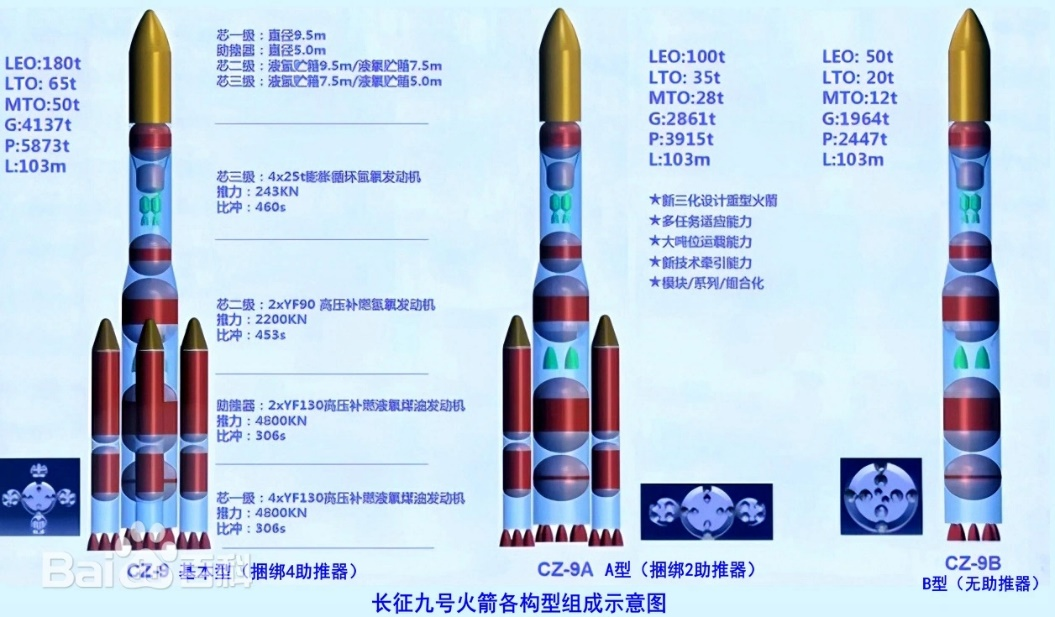 LEO:180t
LTO: 65t
MTO:50t
G:4137t
P:5873t
L:103m
芯一级：直径9.5m
助推器：直径5.0m
芯二级：液氢贮箱9.5m/液氧贮箱7.5m
芯三级：液氢贮箱7.5m/液氧贮箱5.0m
芯三级：4x25t膨胀循环氢氧发动机
推力：243KN
比冲：460s
芯二级：2xYF90 高压补燃氢氧发动机
推力：2200KN
比冲：453s
助推器：2xYF130高压补燃液氧煤油发动机
推力：4800KN
比冲：306s
芯一级：4xYF130高压补燃液氧煤油发动机
推力：4800KN
比冲：306s
LEO:100t
LTO: 35t
MTO:28t
G:2861t
P:3915t
L:103m
★新三化设计重型火箭
★多任务适应能力
★大吨位运载能力
★新技术牵引能力
★模块/系列/组合化
LEO: 50t
LTO: 20t
MTO:12t
G:1964t
P:2447t
L:103m
Bai百科
CZ-9 基本型（捆绑4助推器）
CZ-9A A型（捆绑2助推器）
CZ-9B
B型（无助推器）
长征九号火箭各构型组成示意图